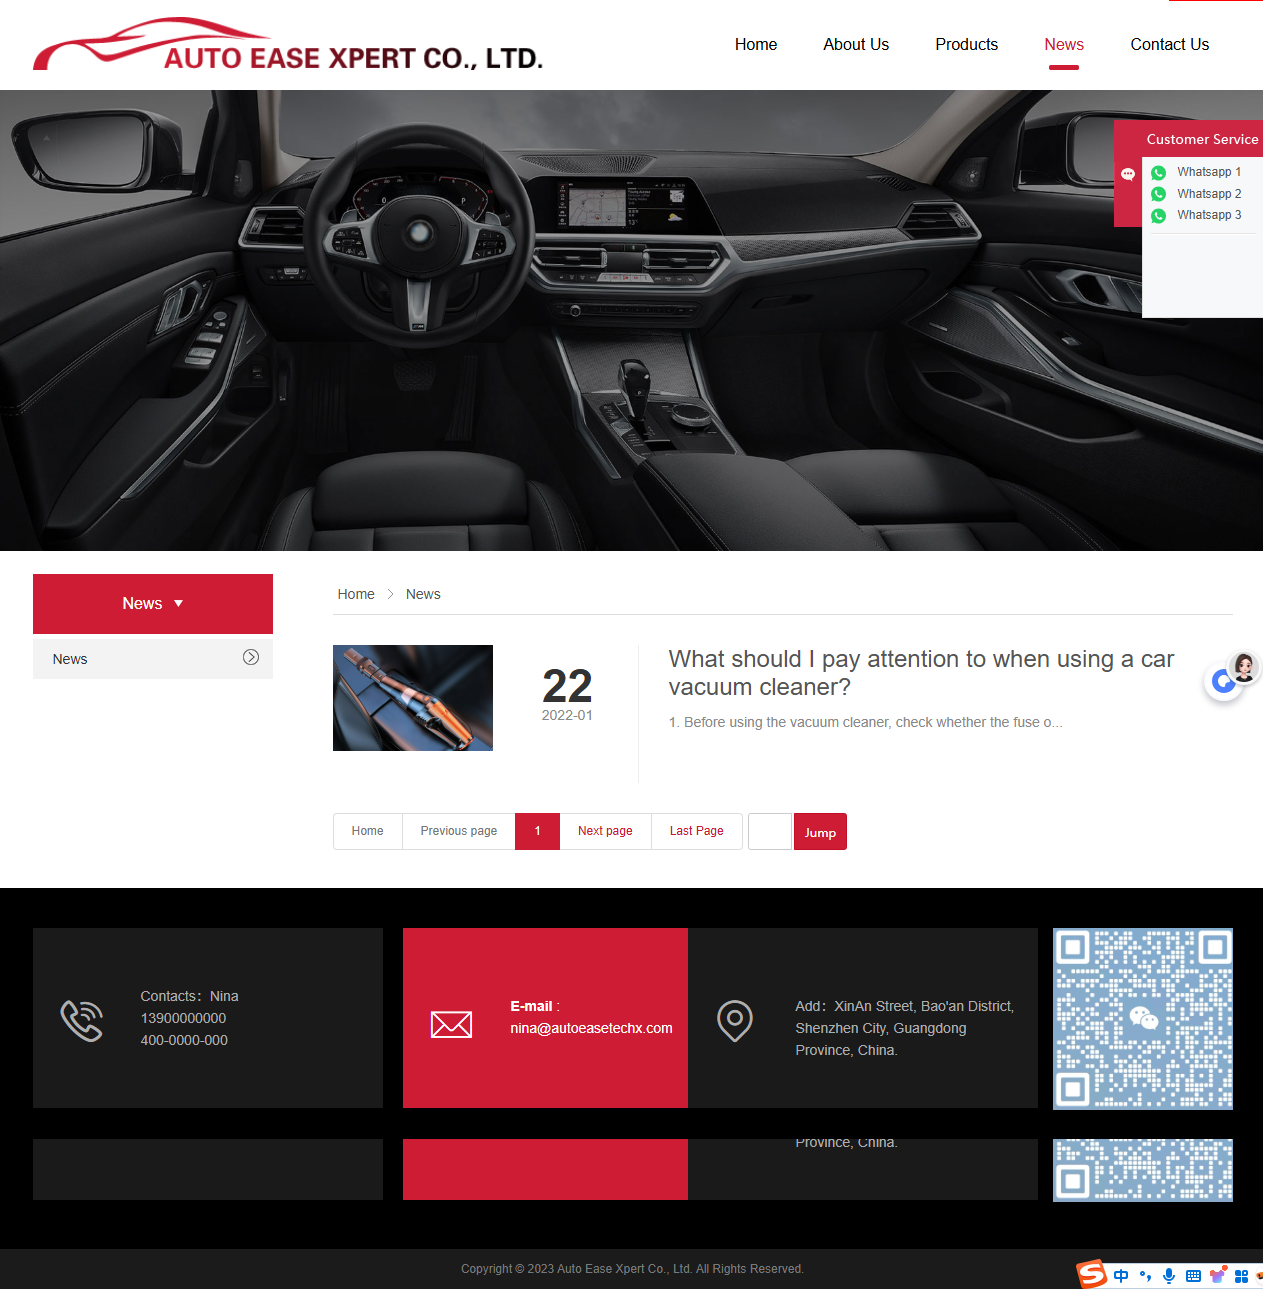 AUTO EASE XPERT CO., LTD.
Home
About Us
Products
News
Contact Us
Customer Service
Whatsapp 1
Whatsapp 2
Whatsapp 3
News
News
Home
News
22
2022-01
What should I pay attention to when using a car
vacuum cleaner?
1. Before using the vacuum cleaner, check whether the fuse o...
Home
Previous page
1
Next page
Last Page
Jump
Contacts：Nina
13900000000
400-0000-000
E-mail :
nina@autoeasetechx.com
Add：XinAn Street, Bao'an District,
Shenzhen City, Guangdong
Province, China.
Province, China.
Copyright © 2023 Auto Ease Xpert Co., Ltd. All Rights Reserved.
中